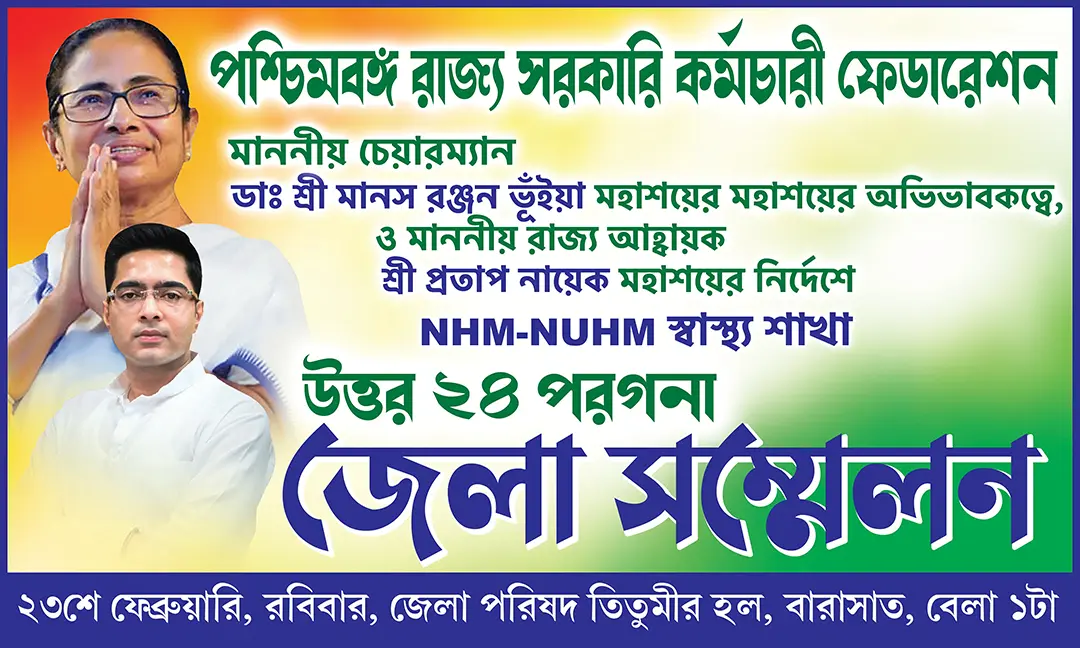 পশ্চিমবঙ্গ রাজ্য সরকারি কর্মচারী ফেডারেশন
মাননীয় চেয়ারম্যান
ডাঃ শ্রী মানস রঞ্জন ভূঁইয়া মহাশয়ের মহাশয়ের অভিভাবকত্বে,
ও মাননীয় রাজ্য আহ্বায়ক
শ্রী প্রতাপ নায়েক মহাশয়ের নির্দেশে
NHM-NUHM স্বাস্থ্য শাখা
উত্তর ২৪ পরগনা
জেলা সম্মেলন
২৩শে ফেব্রুয়ারি, রবিবার, জেলা পরিষদ তিতুমীর হল, বারাসাত, বেলা ১টা